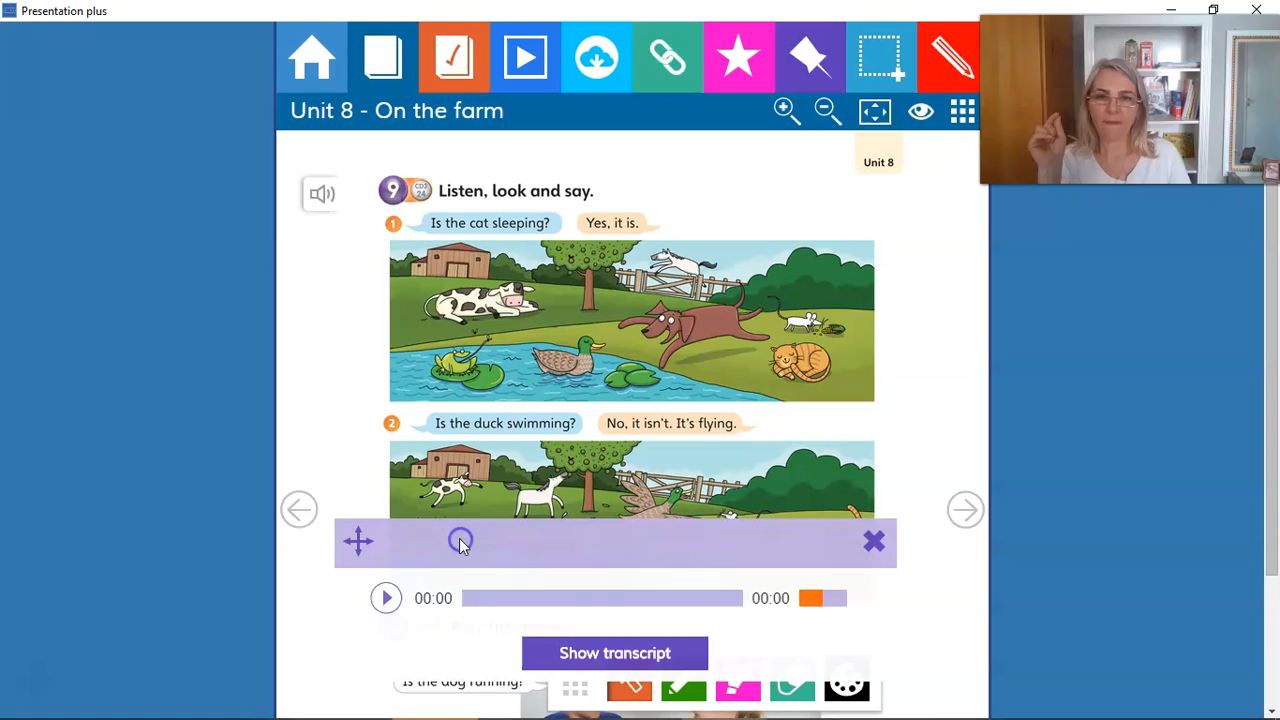 Presentation plus
Unit 8 - On the farm
Unit 8
9 CD3 24 Listen, look and say.
1 Is the cat sleeping? Yes, it is.
2 Is the duck swimming? No, it isn't. It's flying.
00:00 00:00
Show transcript
Is the dog running?